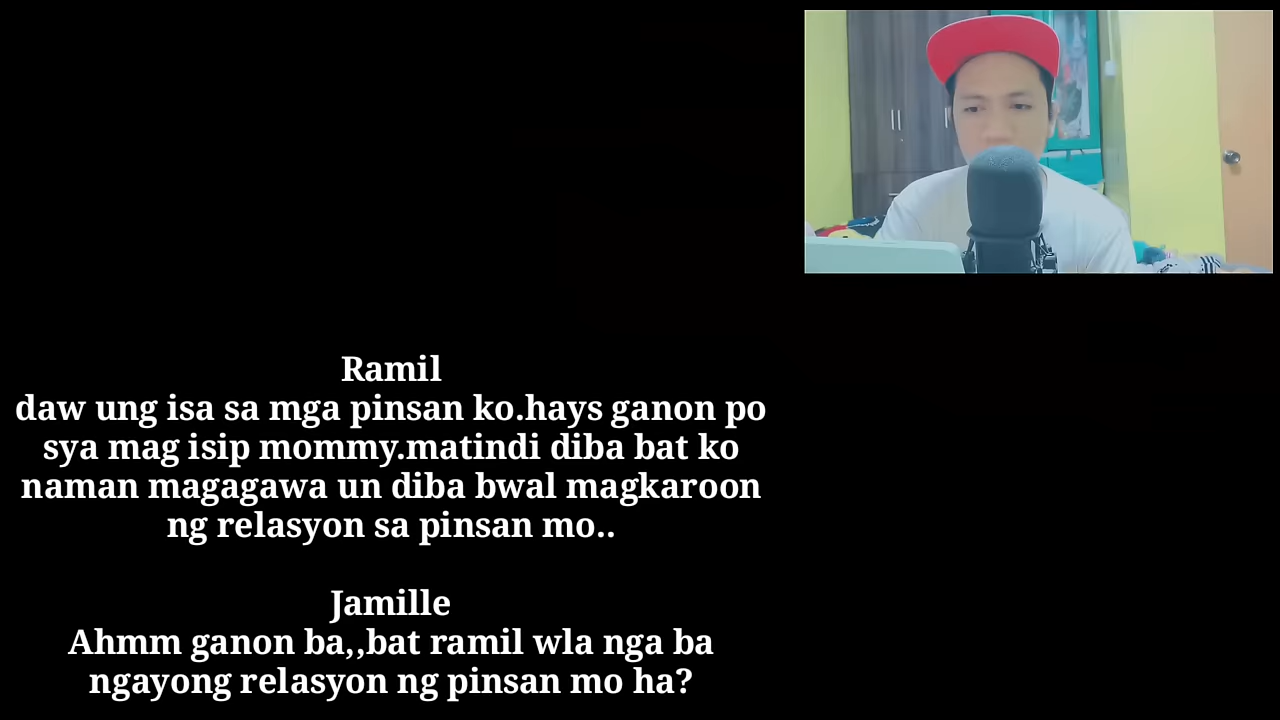 Ramil
daw ung isa sa mga pinsan ko.hays ganon po
sya mag isip mommy.matindi diba bat ko
naman magagawa un diba bwal magkaroon
ng relasyon sa pinsan mo..
Jamille
Ahmm ganon ba,,bat ramil wla nga ba
ngayong relasyon ng pinsan mo ha?